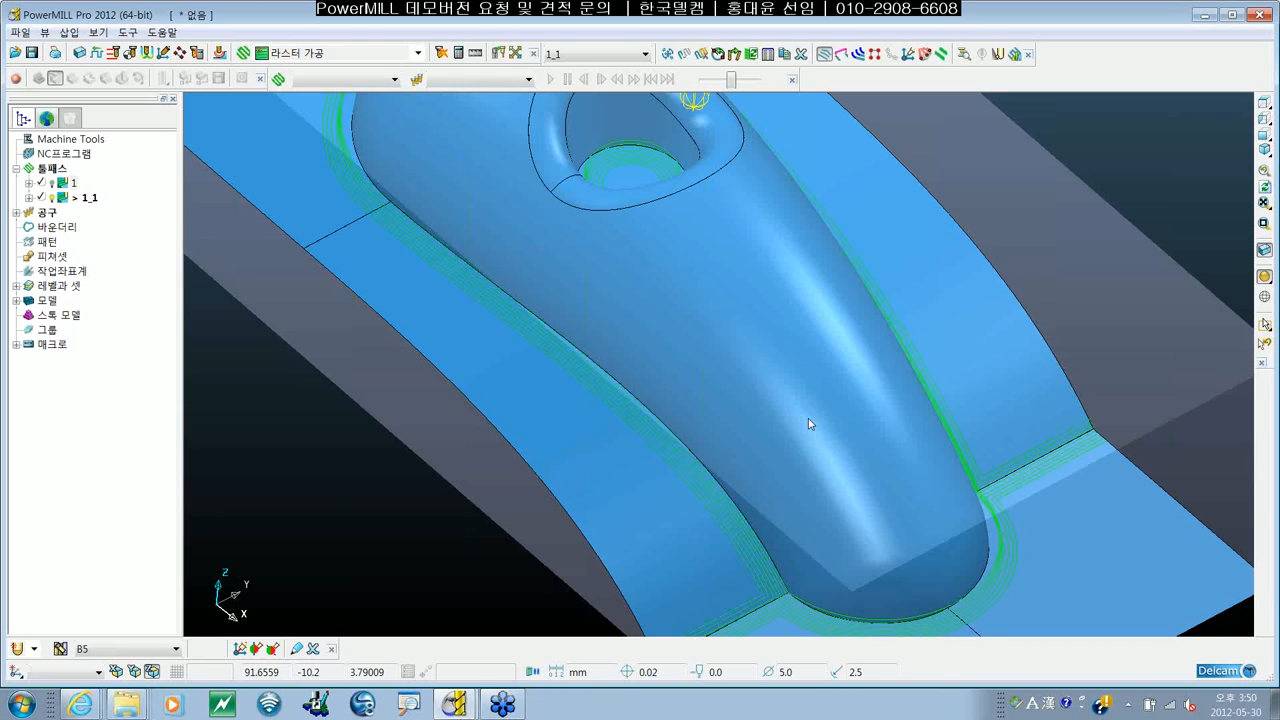 PowerMILL Pro 2012 (64-bit) [ * 없음 ]
PowerMILL 데모버전 요청 및 견적 문의 | 한국델켐 | 홍대윤 선임 | 010-2908-6608
파일 뷰 삽입 보기 도구 도움말
라스터 가공
1_1
Machine Tools
NC프로그램
툴패스
1
> 1_1
공구
바운더리
패턴
피쳐셋
작업좌표계
레벨과 셋
모델
스톡 모델
그룹
매크로
Z
Y
X
B5
91.6559 -10.2 3.79009 mm 0.02 0.0 5.0 2.5
Delcam
A 漢
오후 3:50
2012-05-30